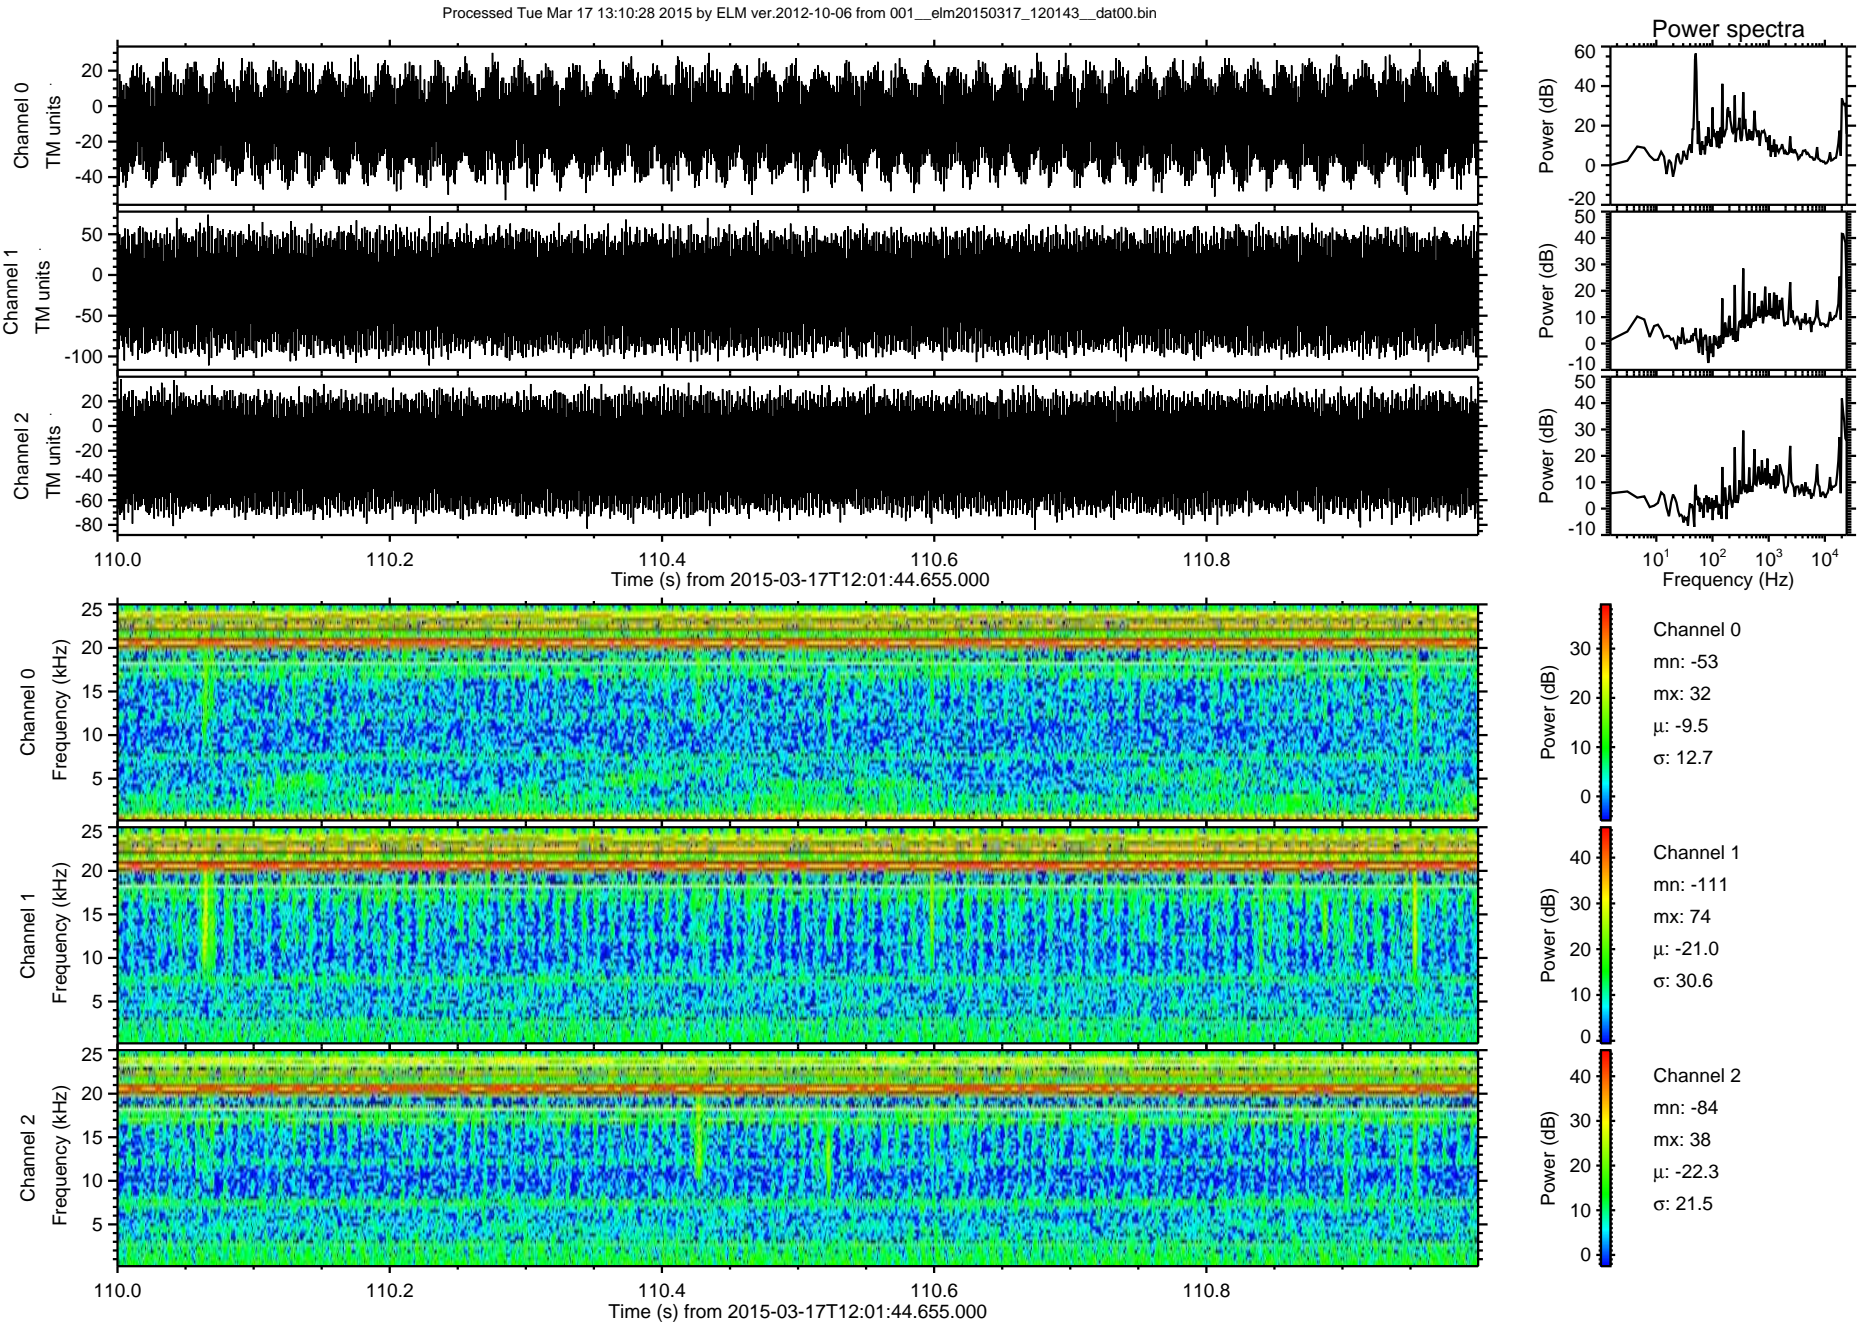 Processed Tue Mar 17 13:10:28 2015 by ELM ver.2012-10-06 from 001__elm20150317_120143__dat00.bin
Power spectra
Channel 0
TM units
20
0
-20
-40
Power (dB)
60
40
20
0
-20
Channel 1
TM units
50
0
-50
-100
Power (dB)
50
40
30
20
10
0
-10
Channel 2
TM units
20
0
-20
-40
-60
-80
Power (dB)
50
40
30
20
10
0
-10
110.0 110.2 110.4 110.6 110.8
Time (s) from 2015-03-17T12:01:44.655.000
10¹ 10² 10³ 10⁴
Frequency (Hz)
Channel 0
Frequency (kHz)
25
20
15
10
5
Power (dB)
30
20
10
0
Channel 0
mn: -53
mx: 32
μ: -9.5
σ: 12.7
Channel 1
Frequency (kHz)
25
20
15
10
5
Power (dB)
40
30
20
10
0
Channel 1
mn: -111
mx: 74
μ: -21.0
σ: 30.6
Channel 2
Frequency (kHz)
25
20
15
10
5
Power (dB)
40
30
20
10
0
Channel 2
mn: -84
mx: 38
μ: -22.3
σ: 21.5
110.0 110.2 110.4 110.6 110.8
Time (s) from 2015-03-17T12:01:44.655.000